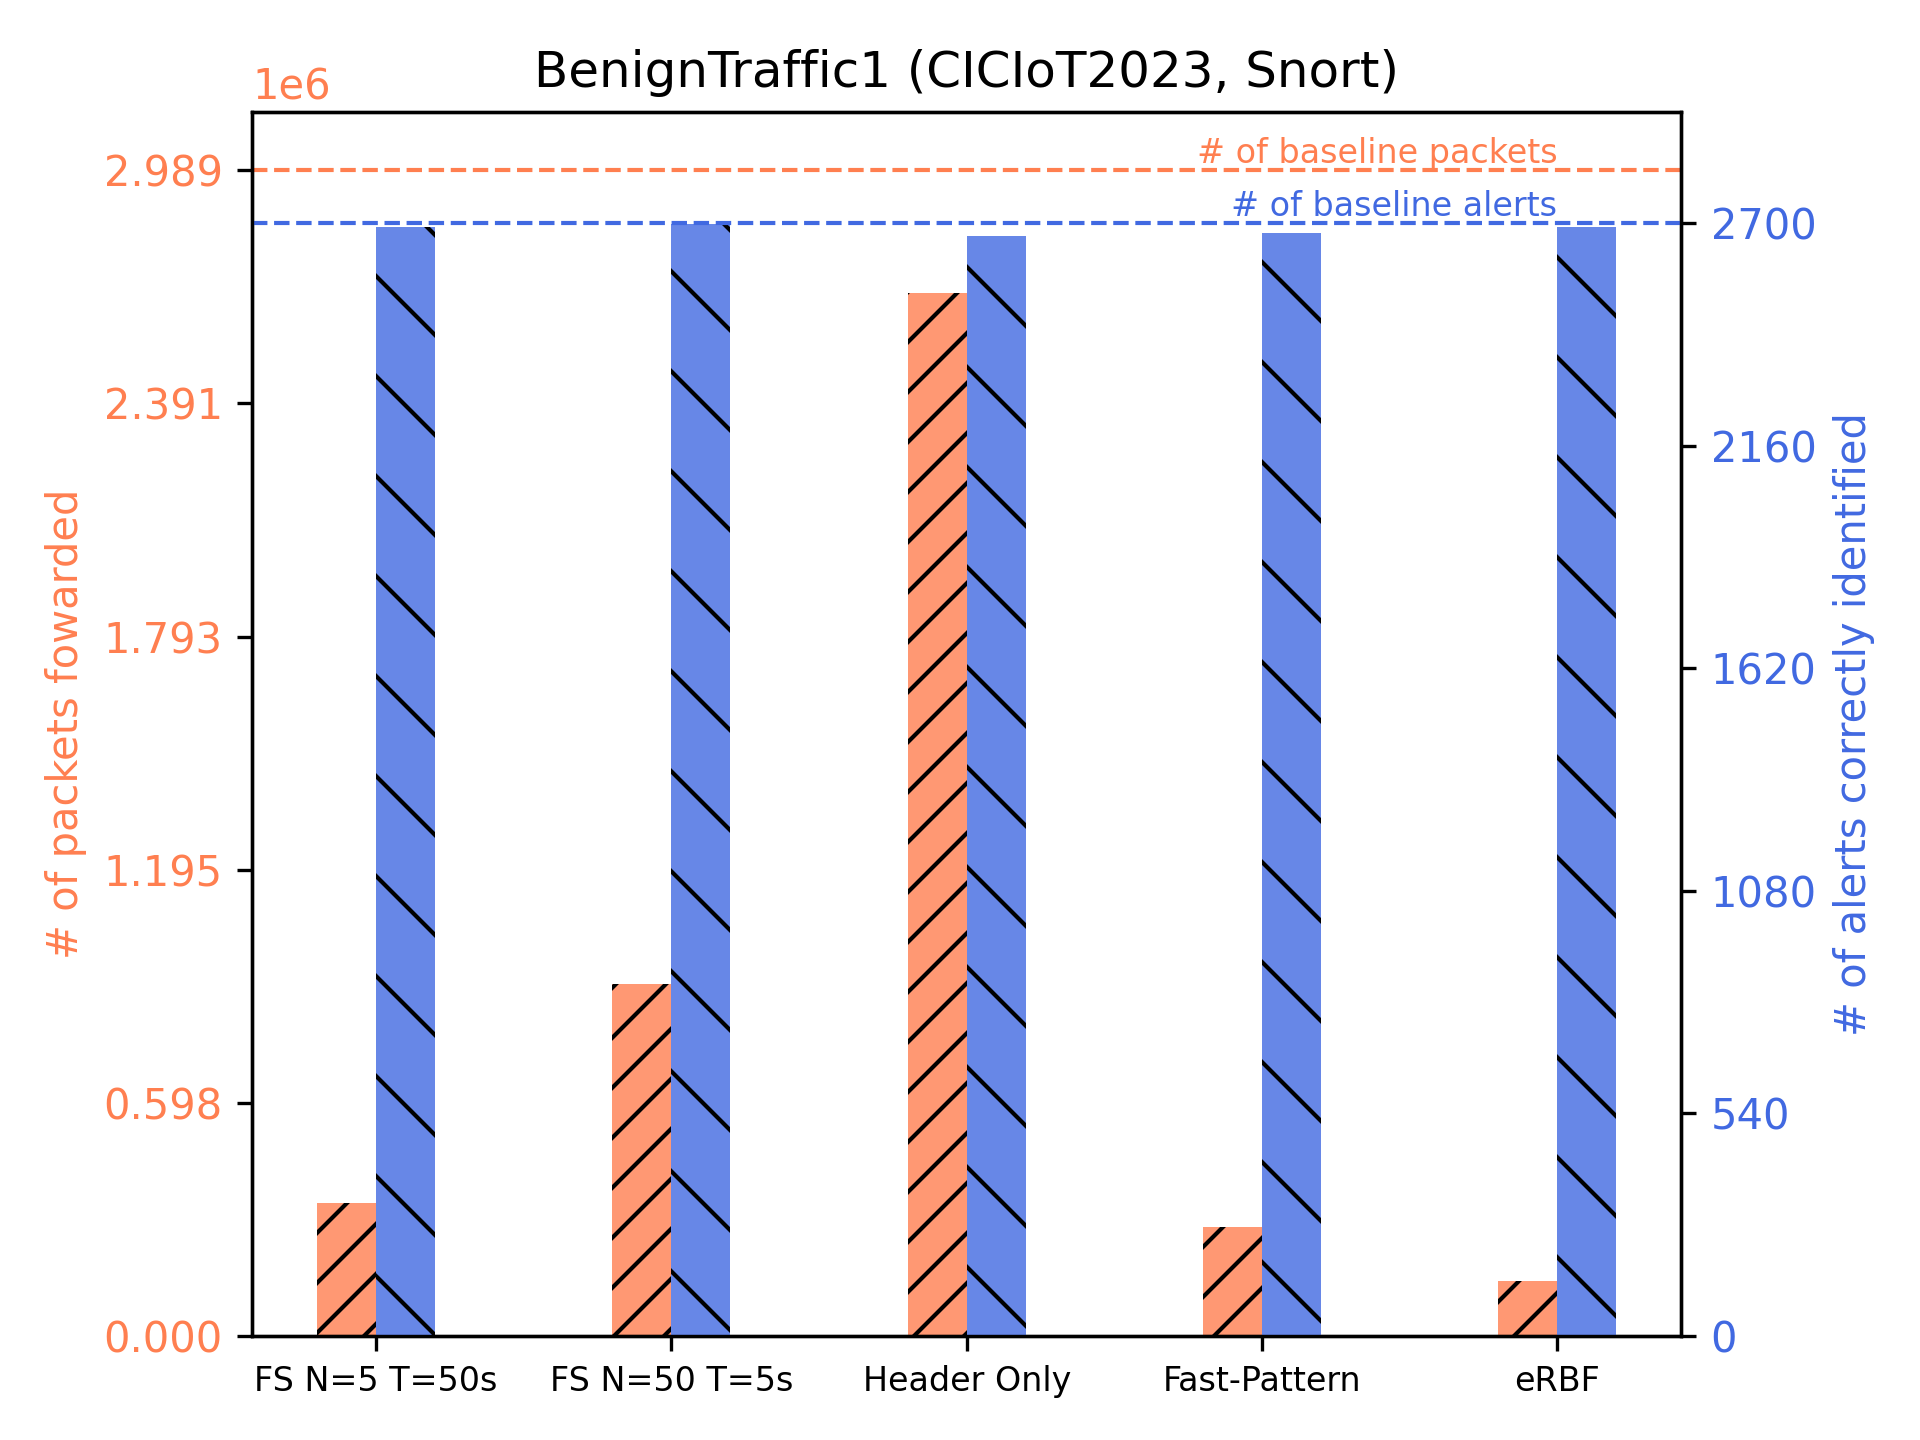 BenignTraffic1 (CICIoT2023, Snort)
1e6
# of baseline packets
# of baseline alerts
2.989
2.391
1.793
1.195
0.598
0.000
# of packets fowarded
2700
2160
1620
1080
540
0
# of alerts correctly identified
FS N=5 T=50s
FS N=50 T=5s
Header Only
Fast-Pattern
eRBF